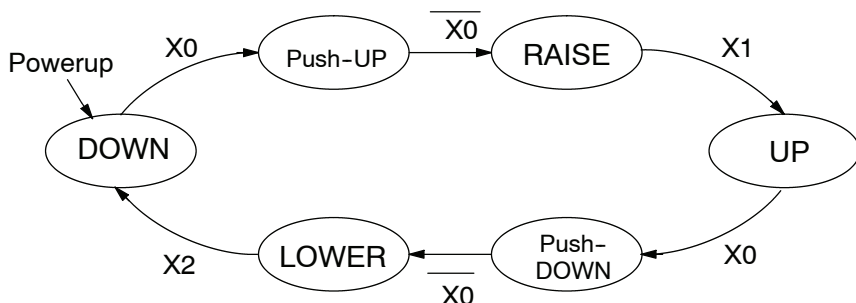 X0
Push-UP
X0
RAISE
X1
Powerup
DOWN
UP
X2
LOWER
X0
Push-
DOWN
X0